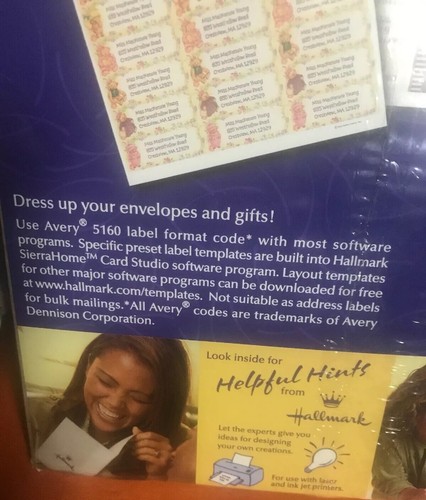 Dress up your envelopes and gifts!
Use Avery® 5160 label format code* with most software
programs. Specific preset label templates are built into Hallmark
SierraHome™ Card Studio software program. Layout templates
for other major software programs can be downloaded for free
at www.hallmark.com/templates. Not suitable as address labels
for bulk mailings.*All Avery® codes are trademarks of Avery
Dennison Corporation.
Look inside for
Helpful Hints
from
Hallmark
Let the experts give you
ideas for designing
your own creations.
For use with laser
and ink jet printers.